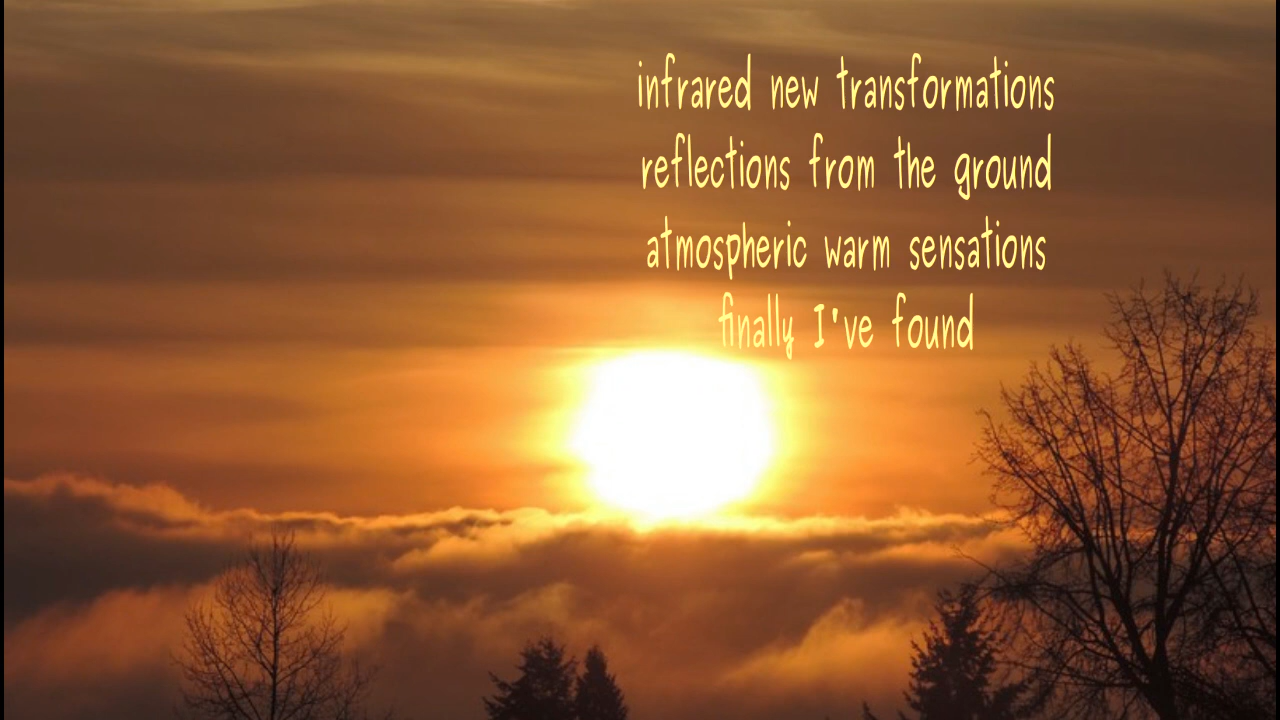 infrared new transformations
reflections from the ground
atmospheric warm sensations
finally I've found